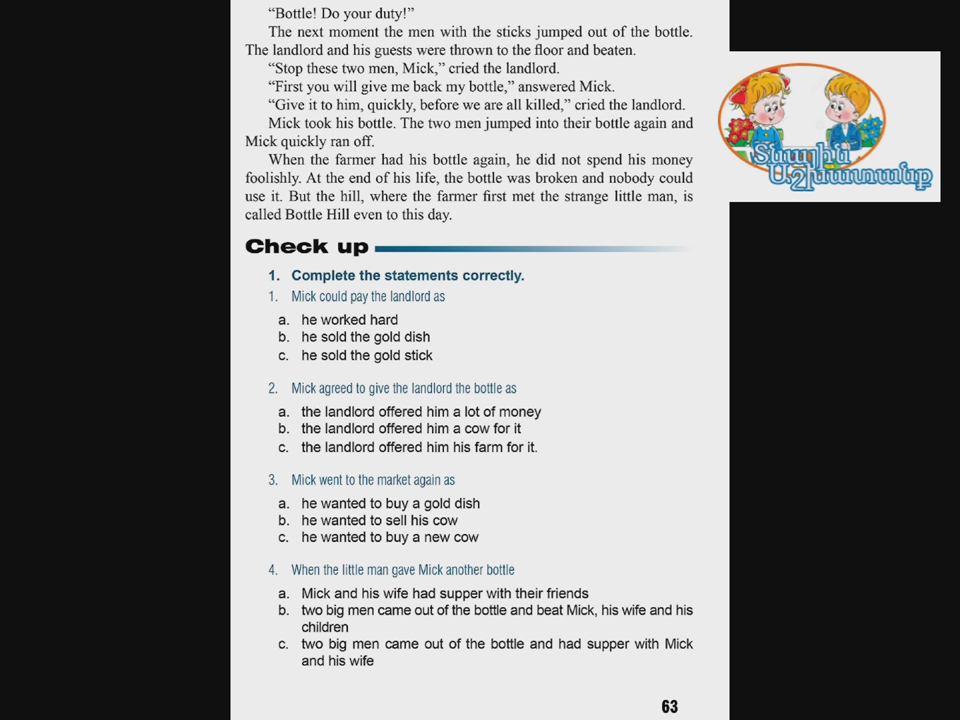 “Bottle! Do your duty!”
The next moment the men with the sticks jumped out of the bottle.
The landlord and his guests were thrown to the floor and beaten.
“Stop these two men, Mick,” cried the landlord.
“First you will give me back my bottle,” answered Mick.
“Give it to him, quickly, before we are all killed,” cried the landlord.
Mick took his bottle. The two men jumped into their bottle again and
Mick quickly ran off.
When the farmer had his bottle again, he did not spend his money
foolishly. At the end of his life, the bottle was broken and nobody could
use it. But the hill, where the farmer first met the strange little man, is
called Bottle Hill even to this day.
Check up
1. Complete the statements correctly.
1. Mick could pay the landlord as
a. he worked hard
b. he sold the gold dish
c. he sold the gold stick
2. Mick agreed to give the landlord the bottle as
a. the landlord offered him a lot of money
b. the landlord offered him a cow for it
c. the landlord offered him his farm for it.
3. Mick went to the market again as
a. he wanted to buy a gold dish
b. he wanted to sell his cow
c. he wanted to buy a new cow
4. When the little man gave Mick another bottle
a. Mick and his wife had supper with their friends
b. two big men came out of the bottle and beat Mick, his wife and his
children
c. two big men came out of the bottle and had supper with Mick
and his wife
63
Տնային
Աշխատանք